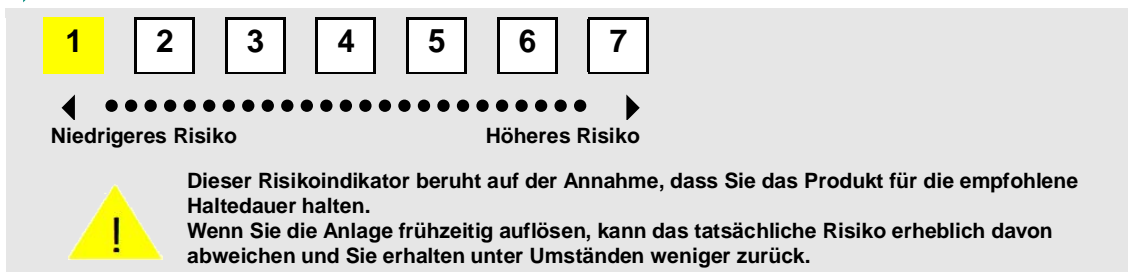 1 2 3 4 5 6 7
Niedrigeres Risiko Höheres Risiko
Dieser Risikoindikator beruht auf der Annahme, dass Sie das Produkt für die empfohlene
Haltedauer halten.
! Wenn Sie die Anlage frühzeitig auflösen, kann das tatsächliche Risiko erheblich davon
abweichen und Sie erhalten unter Umständen weniger zurück.